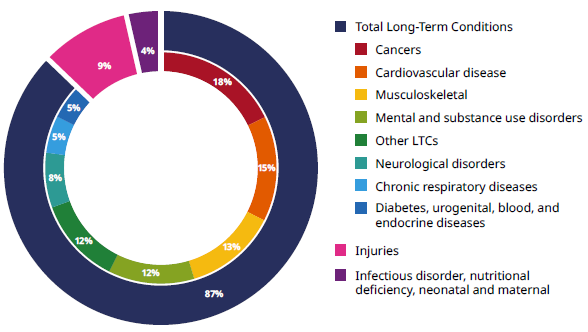 4%
9%
18%
5%
5%
8%
15%
12%
12%
13%
87%
Total Long-Term Conditions
Cancers
Cardiovascular disease
Musculoskeletal
Mental and substance use disorders
Other LTCs
Neurological disorders
Chronic respiratory diseases
Diabetes, urogenital, blood, and
endocrine diseases
Injuries
Infectious disorder, nutritional
deficiency, neonatal and maternal